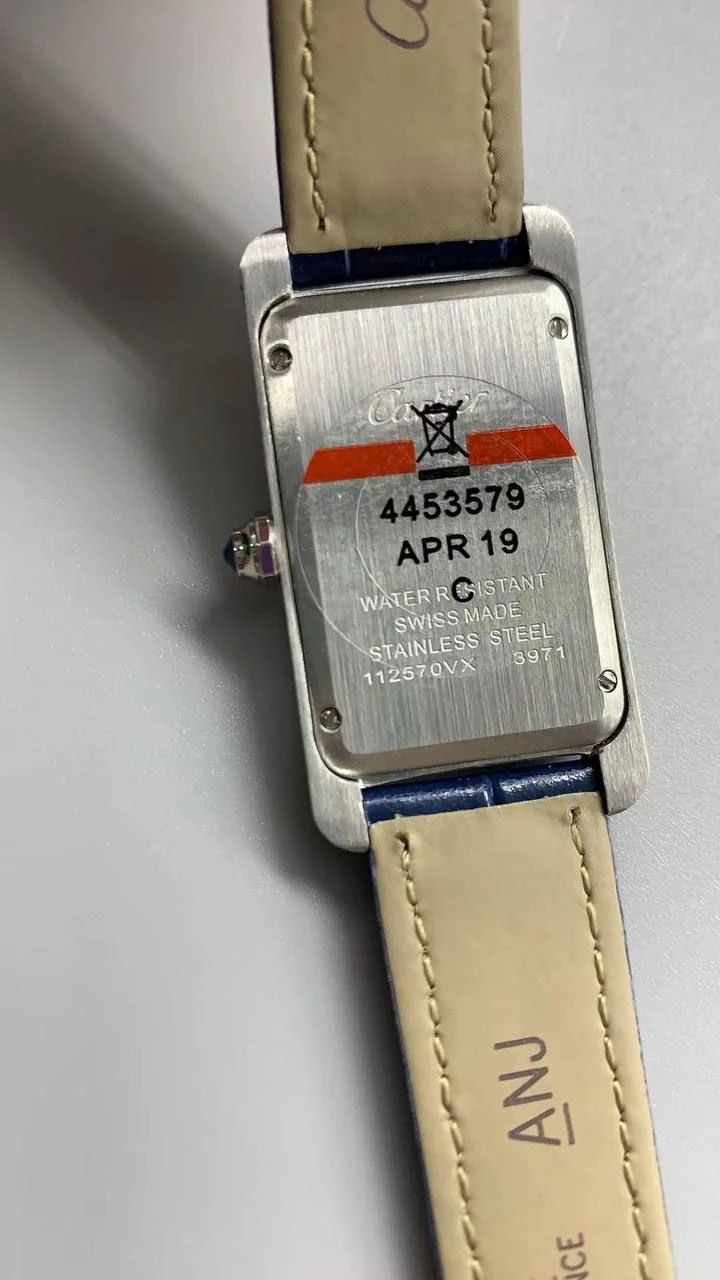 Cartier
4453579
APR 19
C
WATER RESISTANT
SWISS MADE
STAINLESS STEEL
112570VX 3971
ANJ